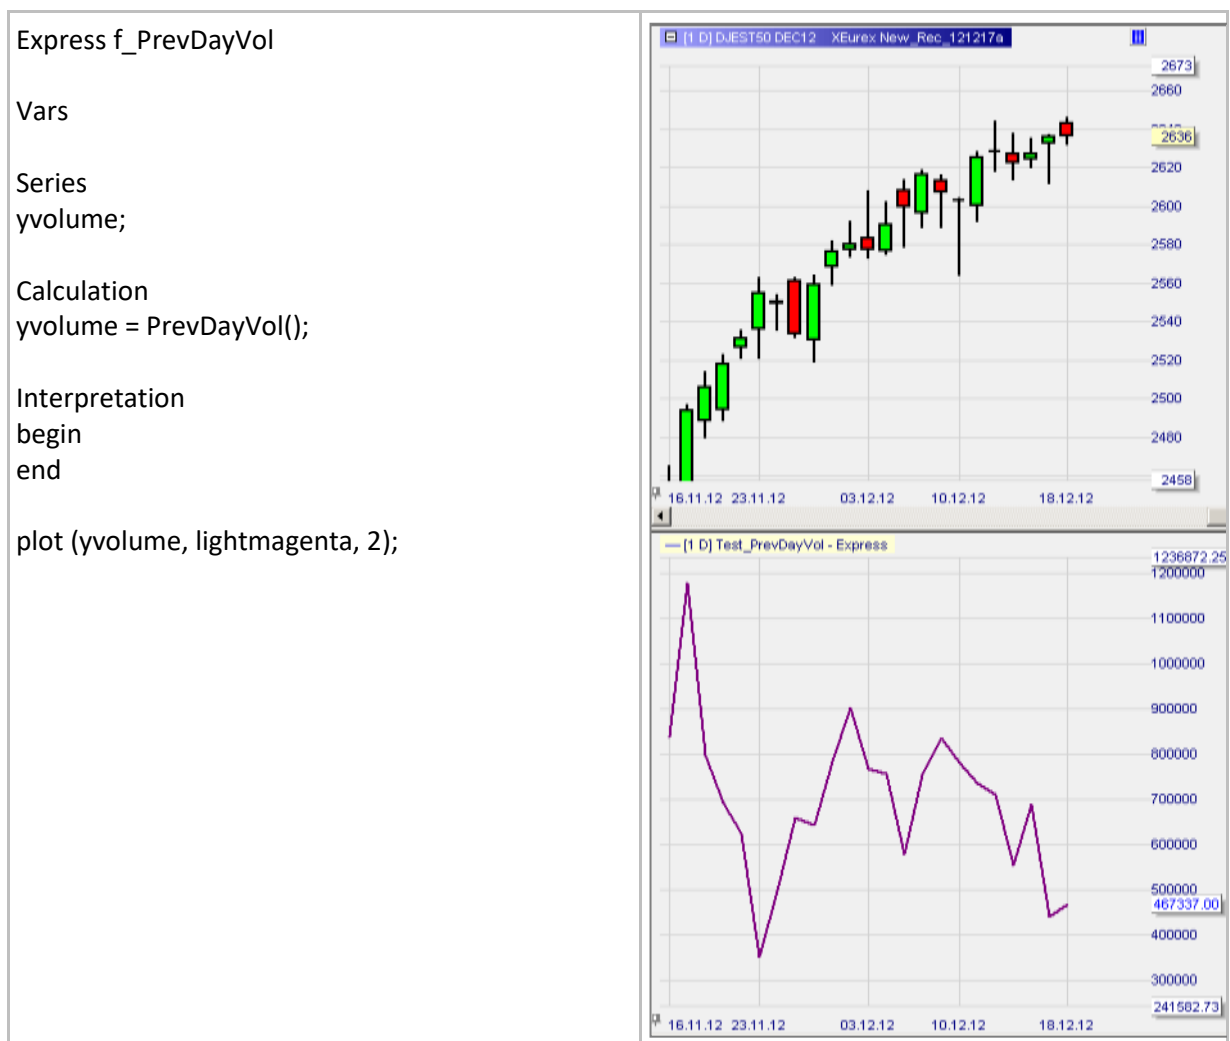 Express f_PrevDayVol
Vars
Series
yvolume;
Calculation
yvolume = PrevDayVol();
Interpretation
begin
end
plot (yvolume, lightmagenta, 2);
[1 D] DJEST50 DEC12 XEurex New_Rec_121217a
2673
2660
2636
2620
2600
2580
2560
2540
2520
2500
2480
2458
16.11.12 23.11.12 03.12.12 10.12.12 18.12.12
[1 D] Test_PrevDayVol - Express
1236872.25
1200000
1100000
1000000
900000
800000
700000
600000
500000
467337.00
400000
300000
241582.73
16.11.12 23.11.12 03.12.12 10.12.12 18.12.12